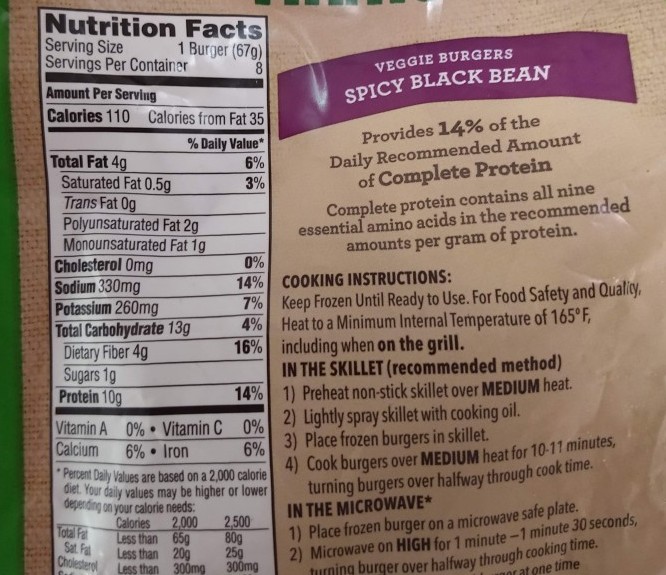 Nutrition Facts
Serving Size 1 Burger (67g)
Servings Per Container 8
Amount Per Serving
Calories 110 Calories from Fat 35
% Daily Value*
Total Fat 4g 6%
Saturated Fat 0.5g 3%
Trans Fat 0g
Polyunsaturated Fat 2g
Monounsaturated Fat 1g
Cholesterol 0mg 0%
Sodium 330mg 14%
Potassium 260mg 7%
Total Carbohydrate 13g 4%
Dietary Fiber 4g 16%
Sugars 1g
Protein 10g 14%
Vitamin A 0% • Vitamin C 0%
Calcium 6% • Iron 6%
* Percent Daily Values are based on a 2,000 calorie
diet. Your daily values may be higher or lower
depending on your calorie needs:
Calories 2,000 2,500
Total Fat Less than 65g 80g
Sat. Fat Less than 20g 25g
Cholesterol Less than 300mg 300mg
VEGGIE BURGERS
SPICY BLACK BEAN
Provides 14% of the
Daily Recommended Amount
of Complete Protein
Complete protein contains all nine
essential amino acids in the recommended
amounts per gram of protein.
COOKING INSTRUCTIONS:
Keep Frozen Until Ready to Use. For Food Safety and Quality,
Heat to a Minimum Internal Temperature of 165°F,
including when on the grill.
IN THE SKILLET (recommended method)
1) Preheat non-stick skillet over MEDIUM heat.
2) Lightly spray skillet with cooking oil.
3) Place frozen burgers in skillet.
4) Cook burgers over MEDIUM heat for 10-11 minutes,
turning burgers over halfway through cook time.
IN THE MICROWAVE*
1) Place frozen burger on a microwave safe plate.
2) Microwave on HIGH for 1 minute – 1 minute 30 seconds,
turning burger over halfway through cooking time.
at one time